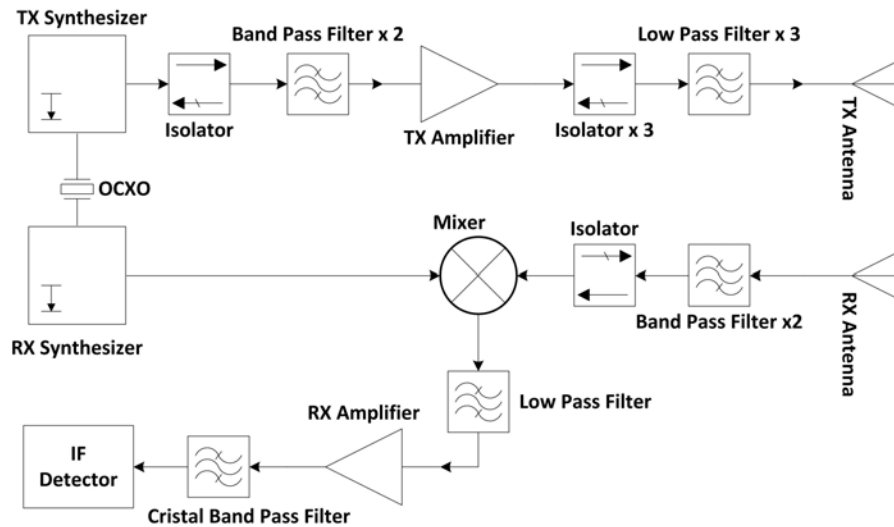 TX Synthesizer
Band Pass Filter x 2
Low Pass Filter x 3
Isolator
TX Amplifier
Isolator x 3
TX Antenna
OCXO
Mixer
Isolator
RX Synthesizer
Band Pass Filter x2
RX Antenna
Low Pass Filter
RX Amplifier
IF
Detector
Cristal Band Pass Filter